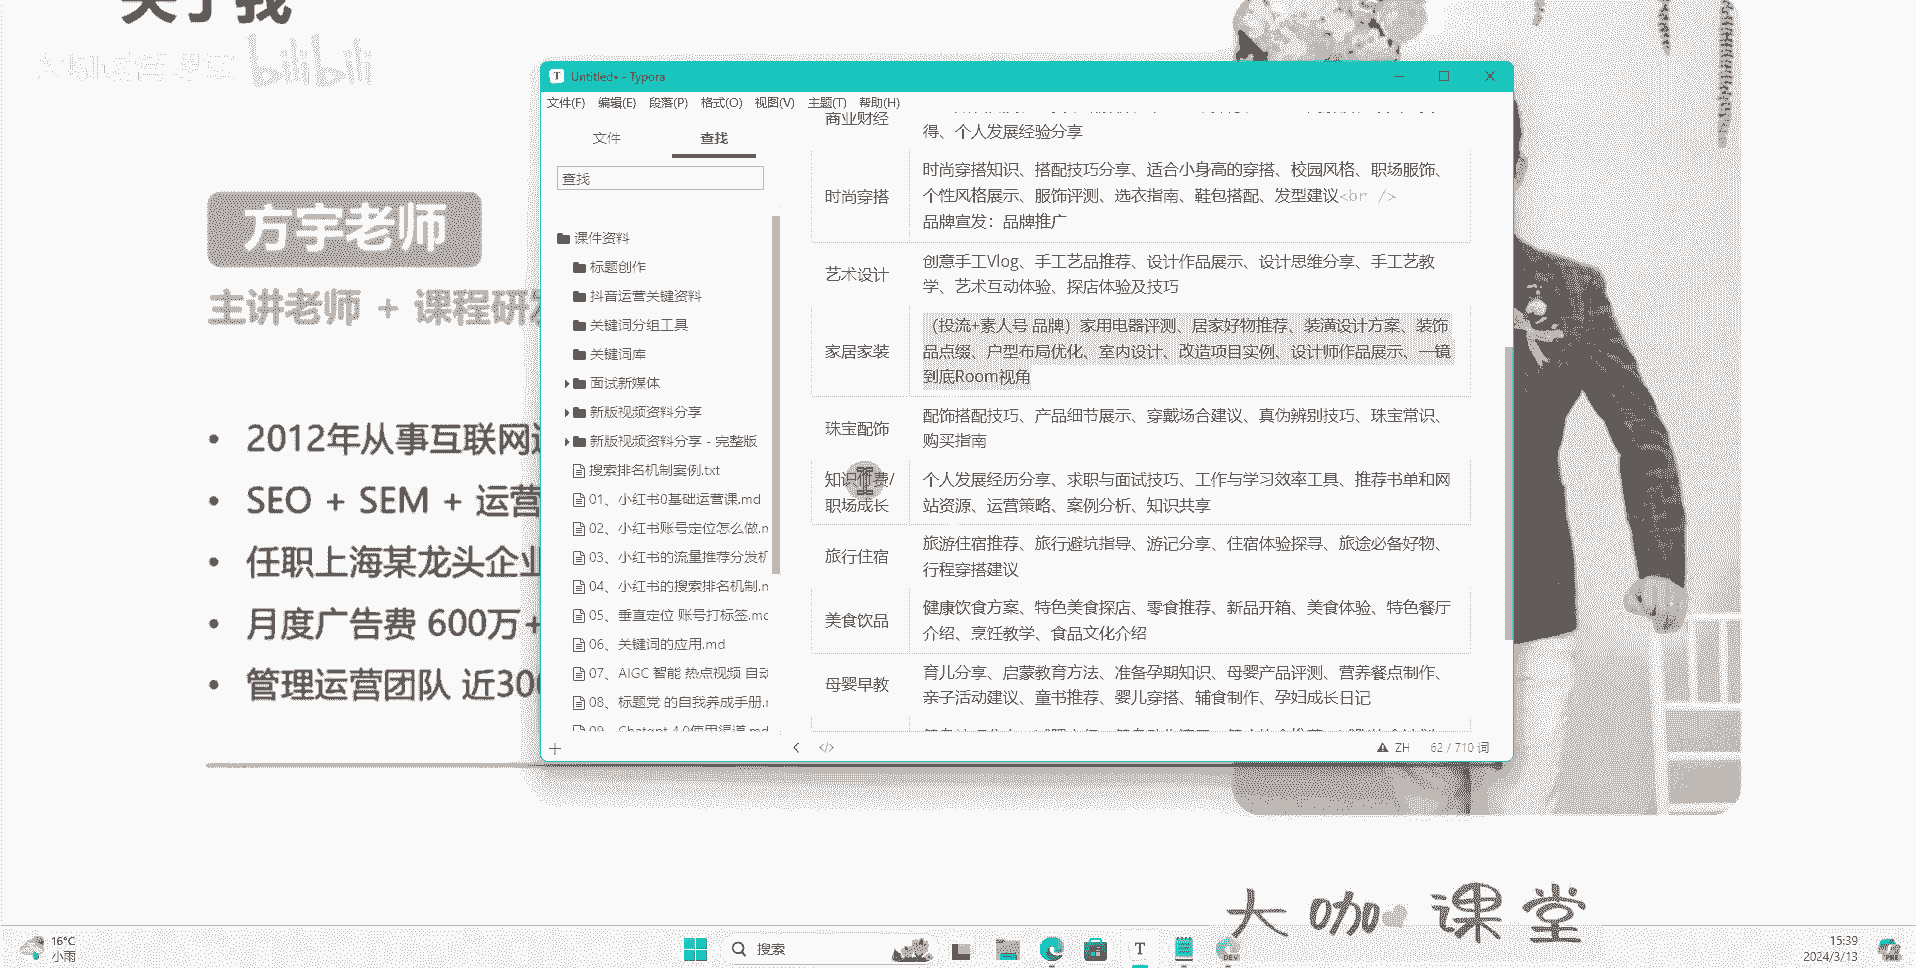 关于我
bilibili
方宇老师
主讲老师 + 课程研发
2012年从事互联网
SEO + SEM + 运营
任职上海某龙头企业
月度广告费 600万+
管理运营团队 近300
Untitled• - Typora
文件(F) 编辑(E) 段落(P) 格式(O) 视图(V) 主题(T) 帮助(H)
文件 查找
查找
课件资料
标题创作
抖音运营关键资料
关键词分组工具
关键词库
面试新媒体
新版视频资料分享
新版视频资料分享 - 完整版
搜索排名机制案例.txt
01、小红书0基础运营课.md
02、小红书账号定位怎么做.m
03、小红书的流量推荐分发机
04、小红书的搜索排名机制.m
05、垂直定位 账号打标签.mc
06、关键词的应用.md
07、AIGC 智能 热点视频 自动
08、标题党 的自我养成手册.r
09、Chatgpt 4.0使用渠道.md
商业财经
得、个人发展经验分享
时尚穿搭
时尚穿搭知识、搭配技巧分享、适合小身高的穿搭、校园风格、职场服饰、
个性风格展示、服饰评测、选衣指南、鞋包搭配、发型建议<br />
品牌宣发：品牌推广
艺术设计
创意手工Vlog、手工艺品推荐、设计作品展示、设计思维分享、手工艺教
学、艺术互动体验、探店体验及技巧
家居家装
（投流+素人号 品牌）家用电器评测、居家好物推荐、装潢设计方案、装饰
品点缀、户型布局优化、室内设计、改造项目实例、设计师作品展示、一镜
到底Room视角
珠宝配饰
配饰搭配技巧、产品细节展示、穿戴场合建议、真伪辨别技巧、珠宝常识、
购买指南
知识付费/
职场成长
个人发展经历分享、求职与面试技巧、工作与学习效率工具、推荐书单和网
站资源、运营策略、案例分析、知识共享
旅行住宿
旅游住宿推荐、旅行避坑指导、游记分享、住宿体验探寻、旅途必备好物、
行程穿搭建议
美食饮品
健康饮食方案、特色美食探店、零食推荐、新品开箱、美食体验、特色餐厅
介绍、烹饪教学、食品文化介绍
母婴早教
育儿分享、启蒙教育方法、准备孕期知识、母婴产品评测、营养餐点制作、
亲子活动建议、童书推荐、婴儿穿搭、辅食制作、孕妇成长日记
ZH 62 / 710 词
大咖课堂
16°C
小雨
搜索
15:39
2024/3/13